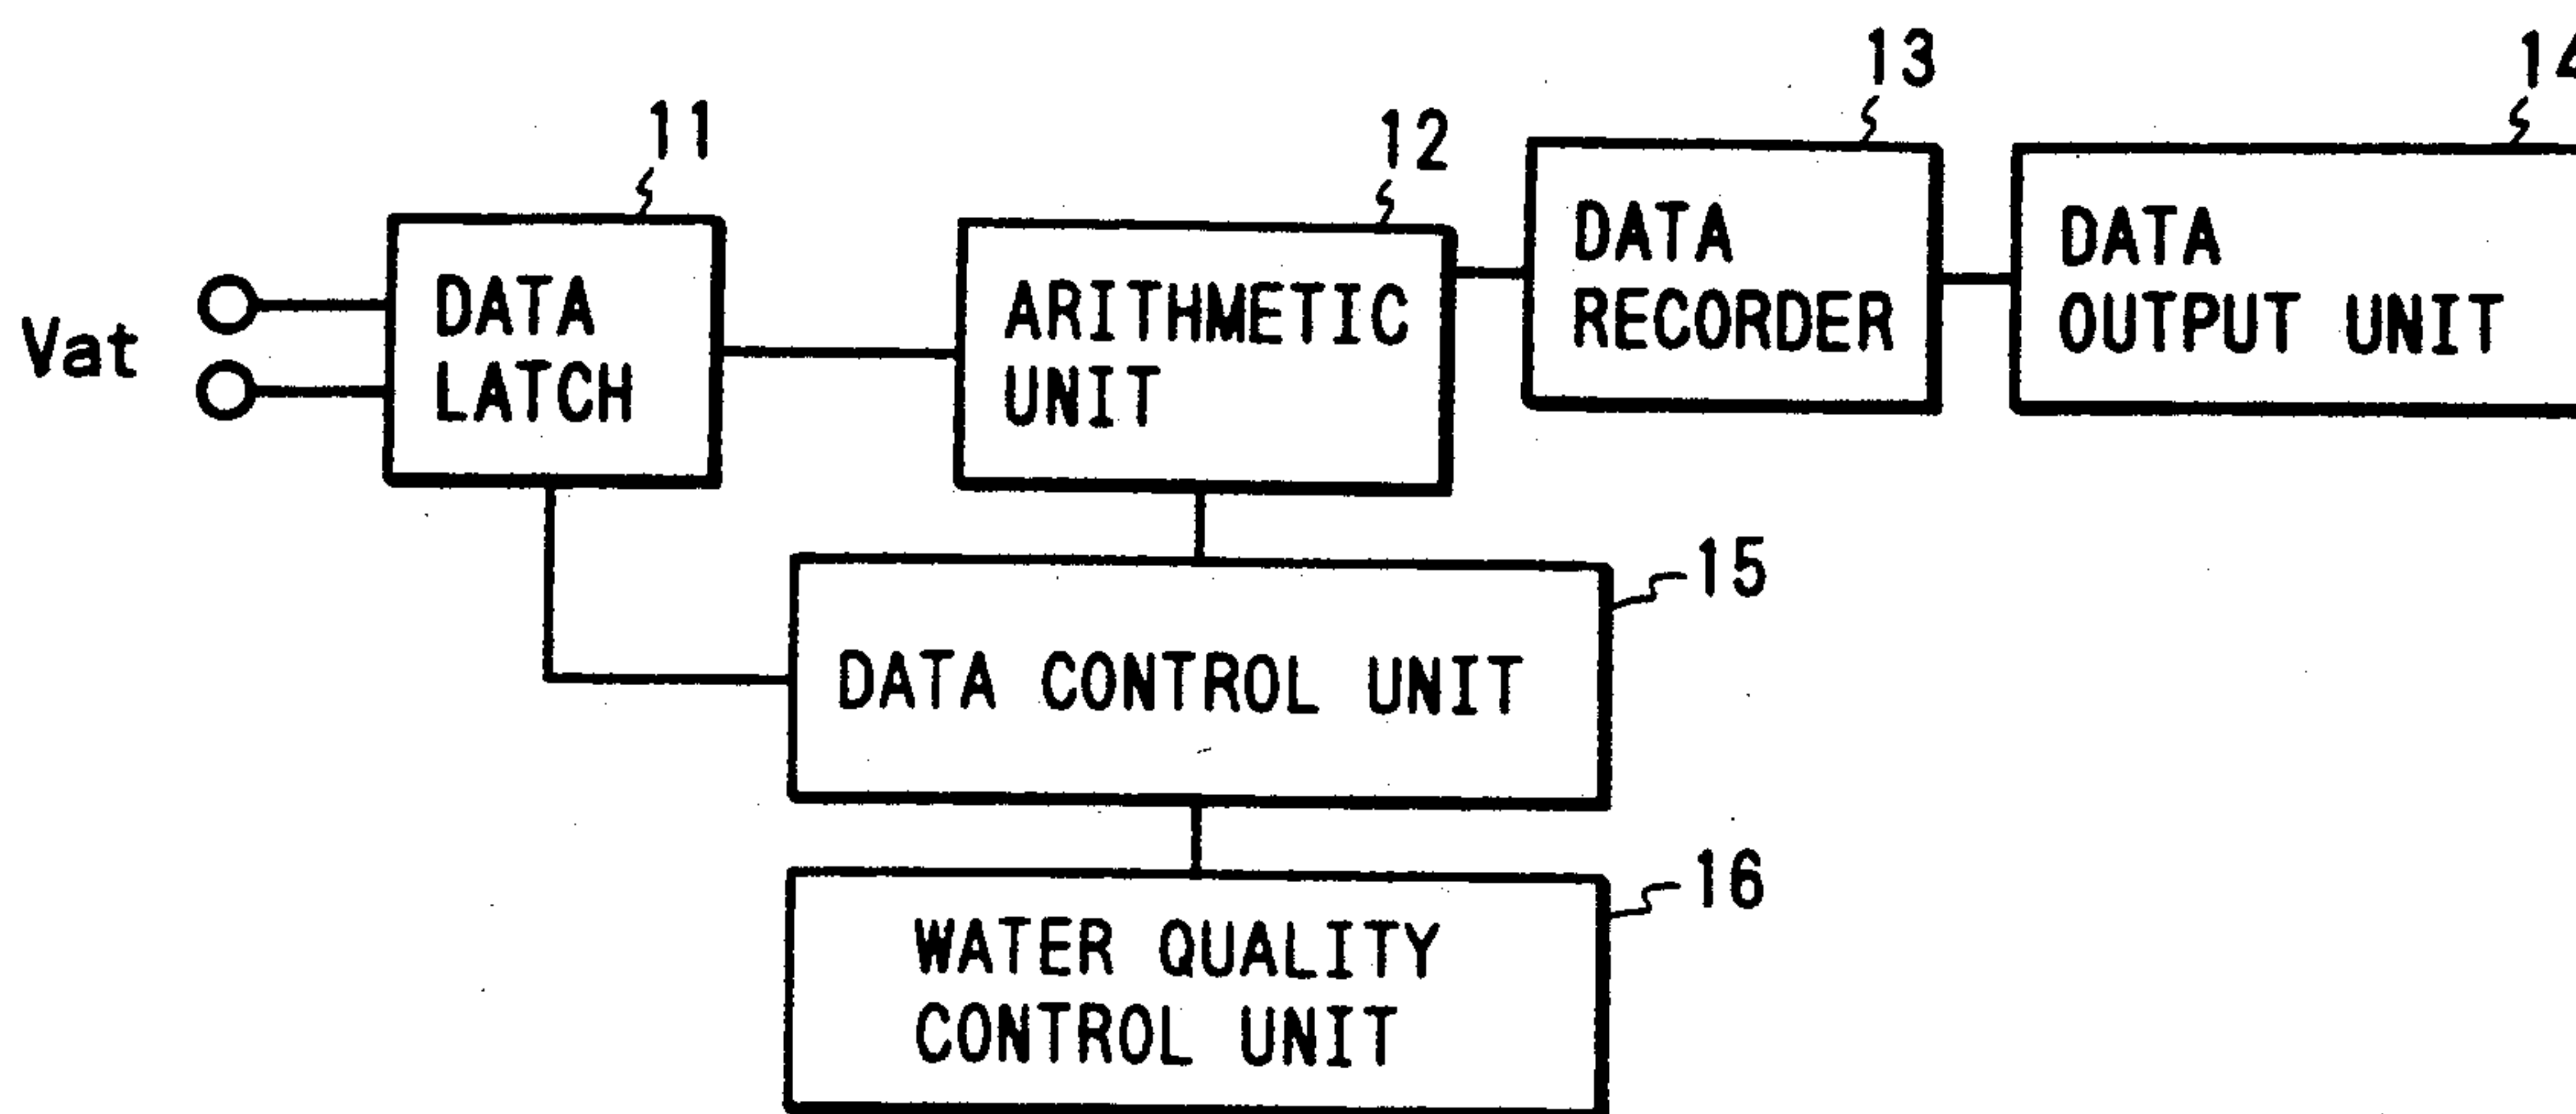 11
12
13
14
Vat
DATA
LATCH
ARITHMETIC
UNIT
DATA
RECORDER
DATA
OUTPUT UNIT
15
DATA CONTROL UNIT
16
WATER QUALITY
CONTROL UNIT